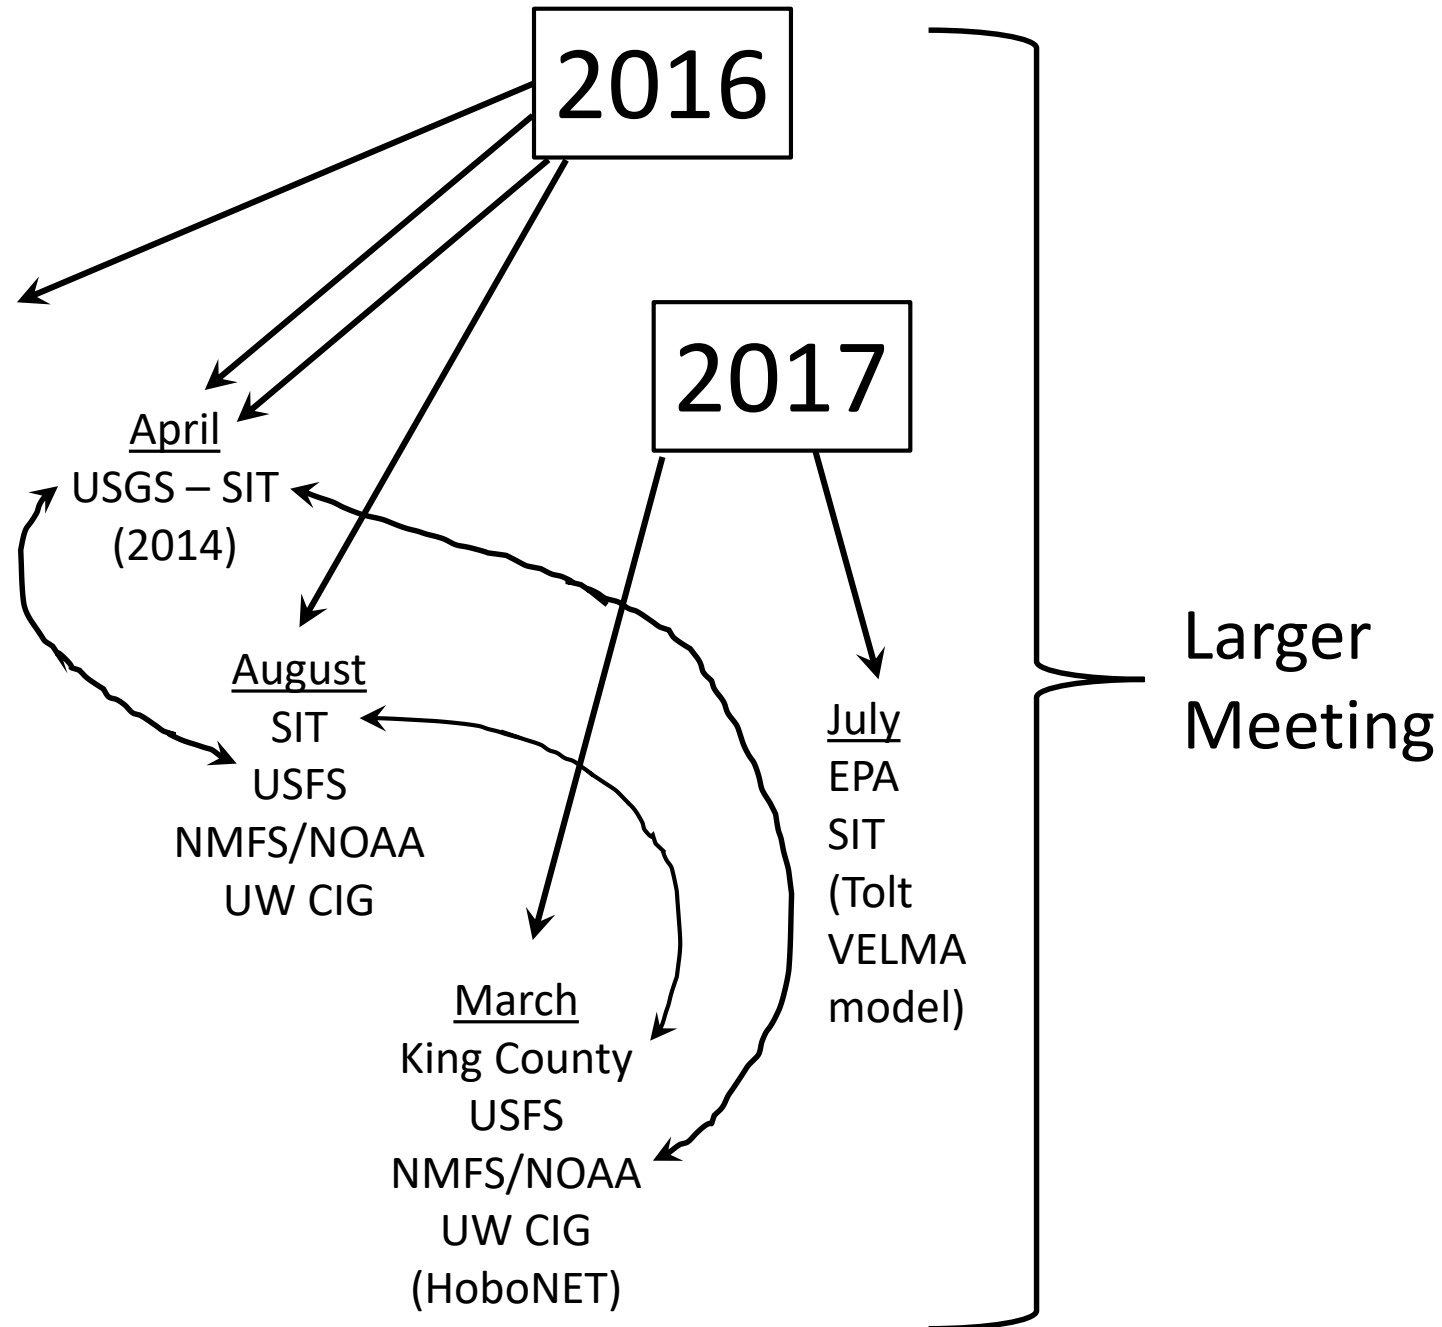 2016
2017
April
USGS – SIT
(2014)
August
SIT
USFS
NMFS/NOAA
UW CIG
March
King County
USFS
NMFS/NOAA
UW CIG
(HoboNET)
July
EPA
SIT
(Tolt
VELMA
model)
Larger
Meeting